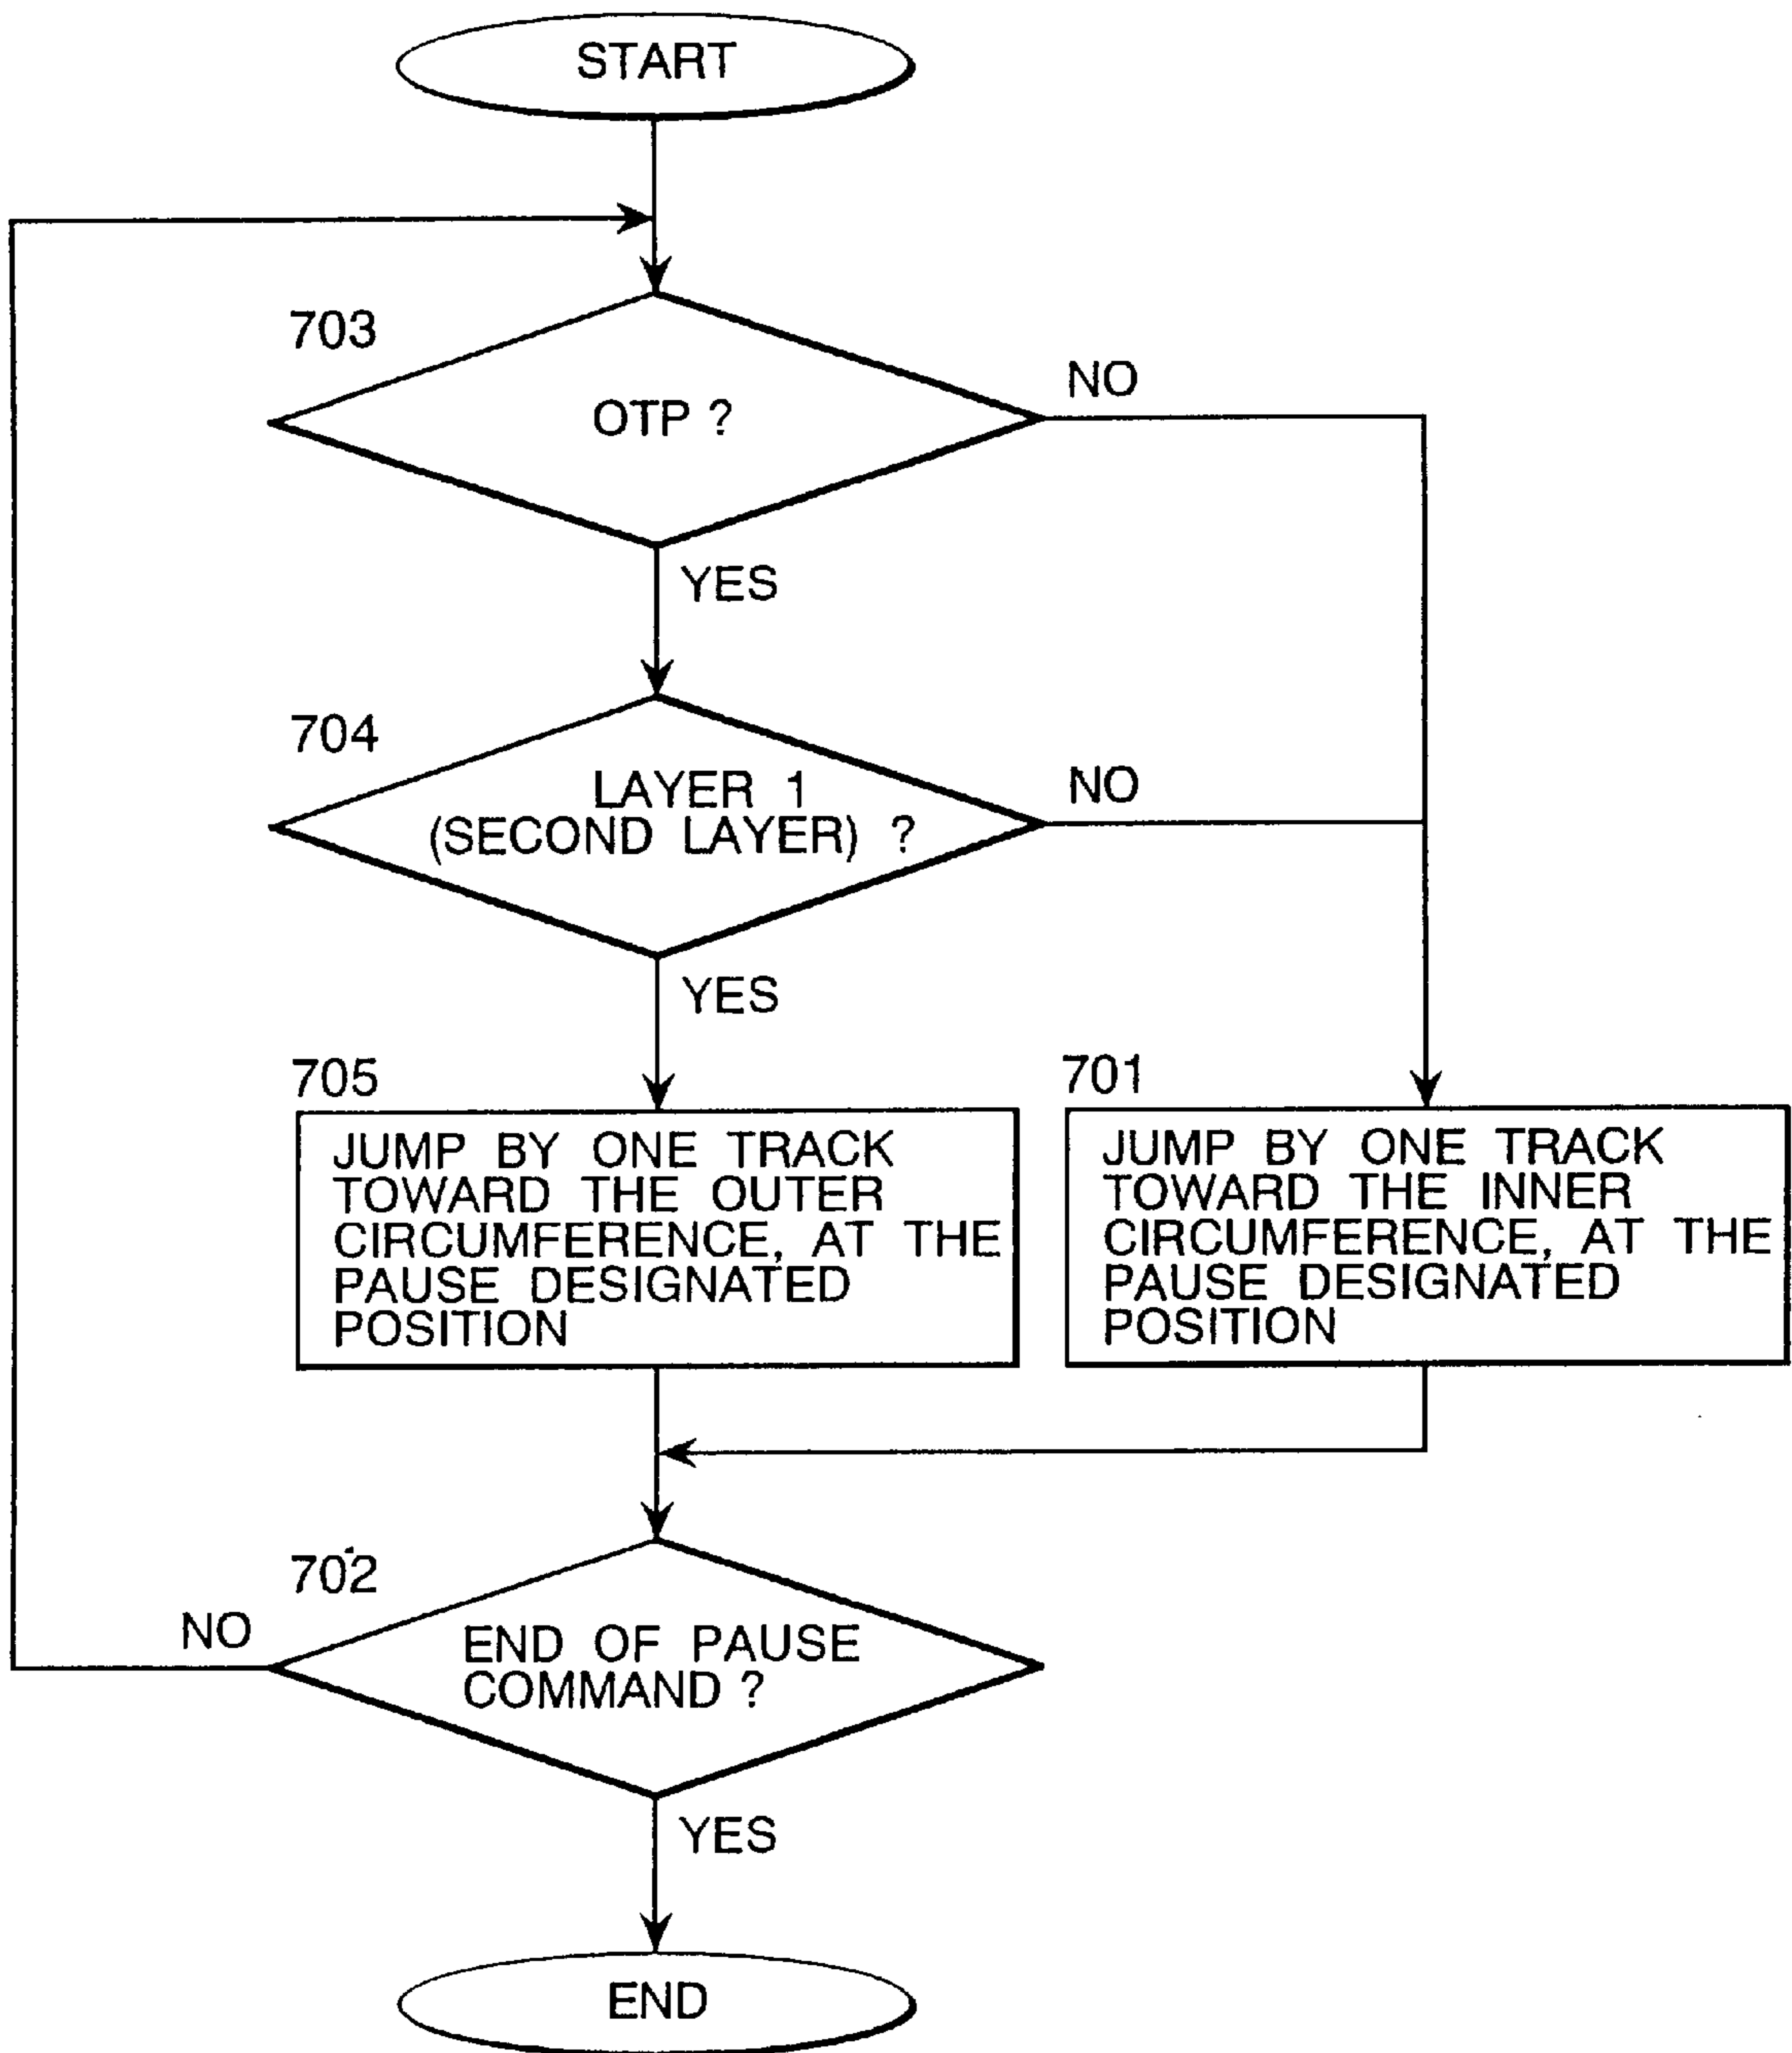 START
703
OTP ?
NO
YES
704
LAYER 1
(SECOND LAYER) ?
NO
YES
705
JUMP BY ONE TRACK
TOWARD THE OUTER
CIRCUMFERENCE, AT THE
PAUSE DESIGNATED
POSITION
701
JUMP BY ONE TRACK
TOWARD THE INNER
CIRCUMFERENCE, AT THE
PAUSE DESIGNATED
POSITION
702
NO
END OF PAUSE
COMMAND ?
YES
END